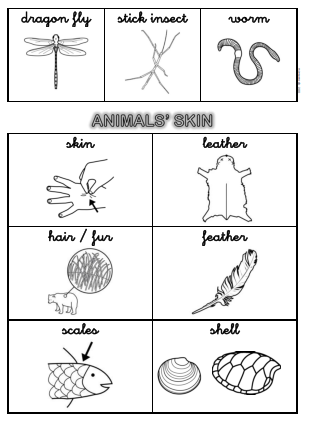 dragon fly stick insect worm
ANIMALS' SKIN
skin leather
hair / fur feather
scales shell